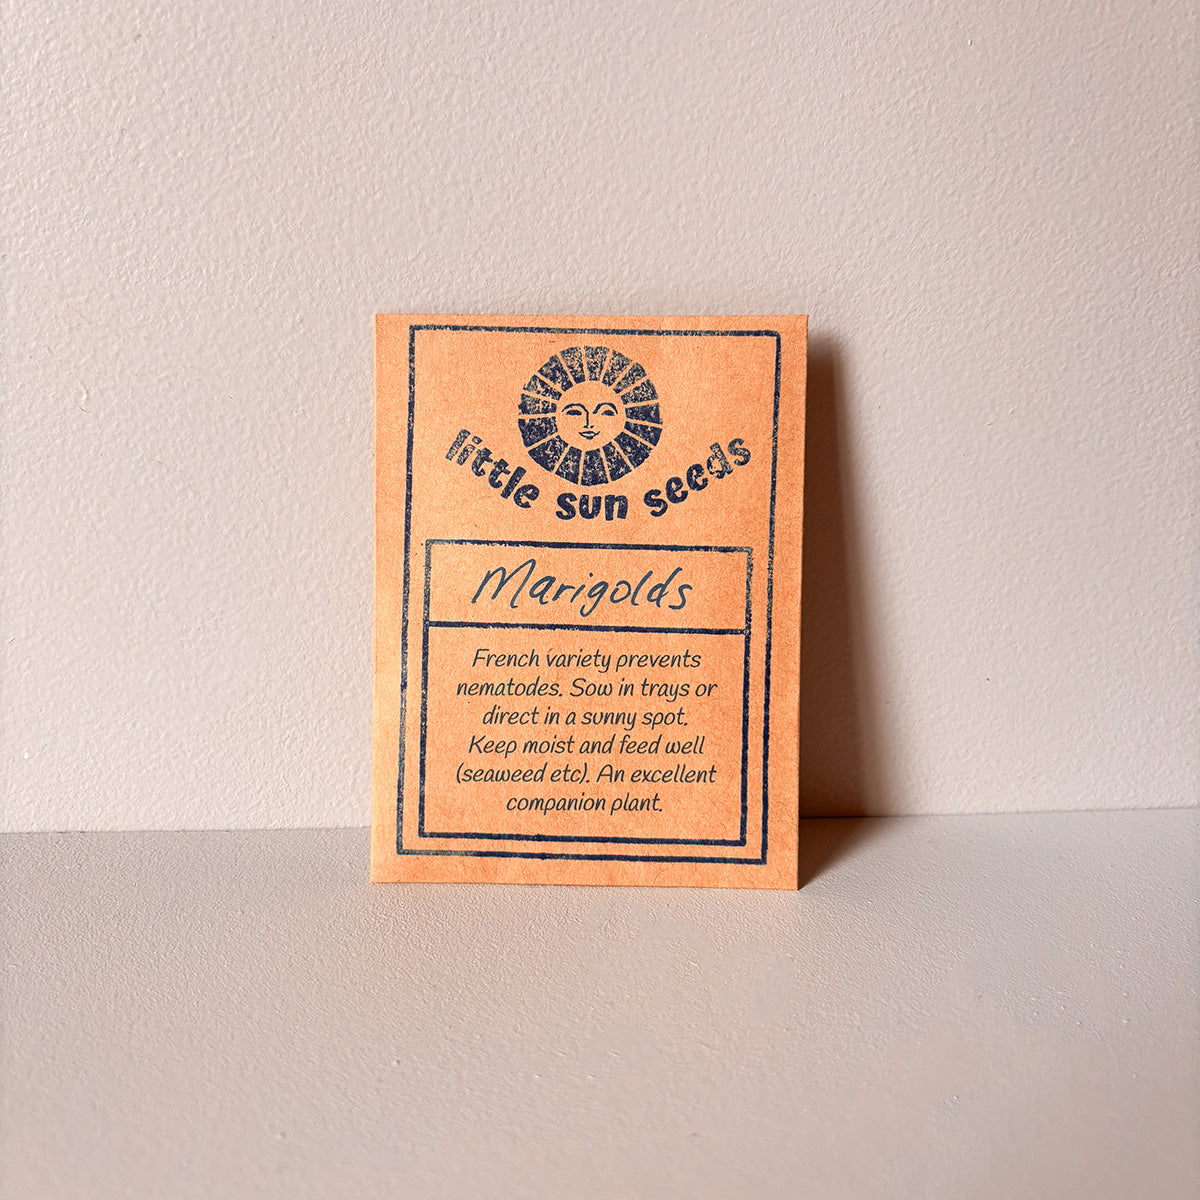 little sun seeds
Marigolds
French variety prevents
nematodes. Sow in trays or
direct in a sunny spot.
Keep moist and feed well
(seaweed etc). An excellent
companion plant.